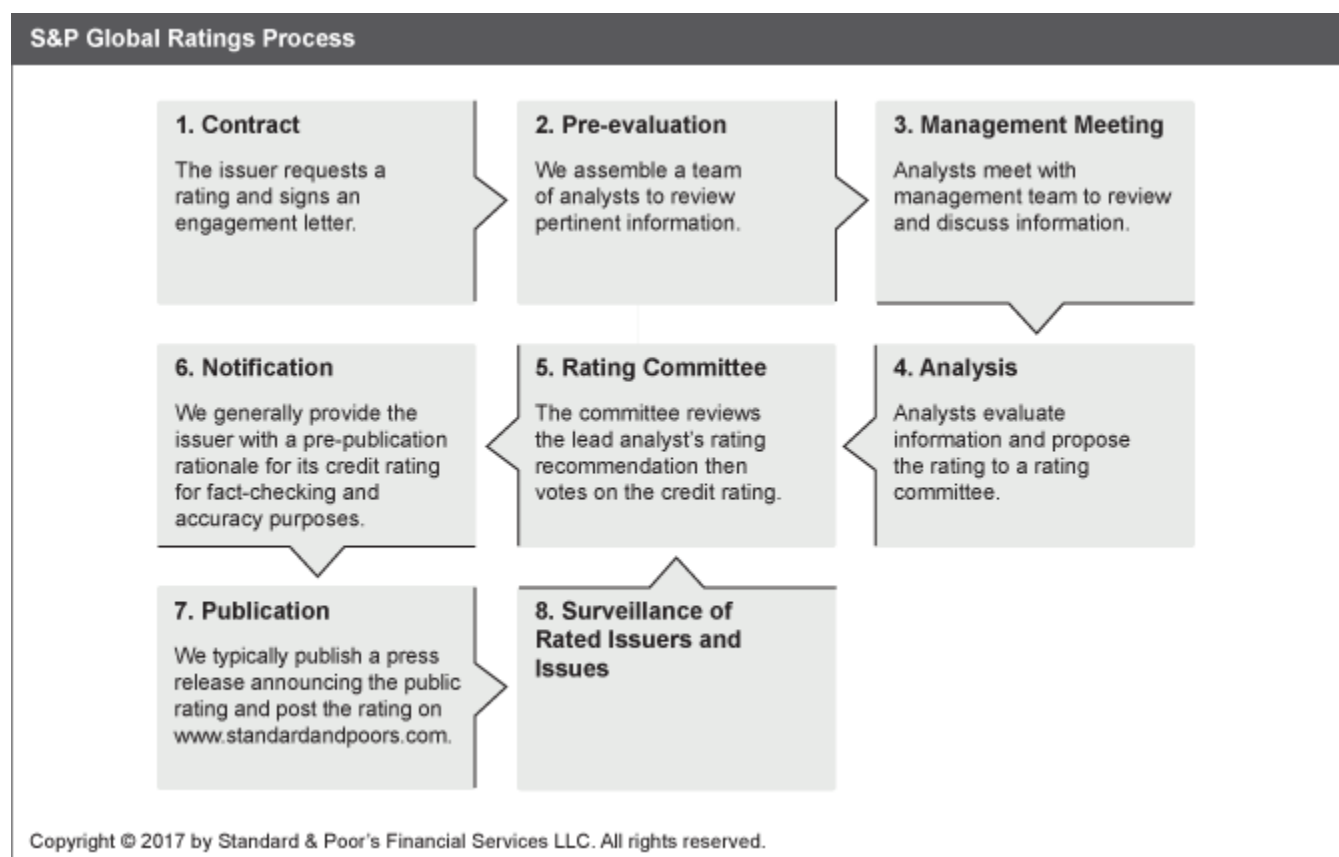 S&P Global Ratings Process
1. Contract
The issuer requests a
rating and signs an
engagement letter.
2. Pre-evaluation
We assemble a team
of analysts to review
pertinent information.
3. Management Meeting
Analysts meet with
management team to review
and discuss information.
4. Analysis
Analysts evaluate
information and propose
the rating to a rating
committee.
5. Rating Committee
The committee reviews
the lead analyst's rating
recommendation then
votes on the credit rating.
6. Notification
We generally provide the
issuer with a pre-publication
rationale for its credit rating
for fact-checking and
accuracy purposes.
7. Publication
We typically publish a press
release announcing the public
rating and post the rating on
www.standardandpoors.com.
8. Surveillance of
Rated Issuers and
Issues
Copyright © 2017 by Standard & Poor's Financial Services LLC. All rights reserved.